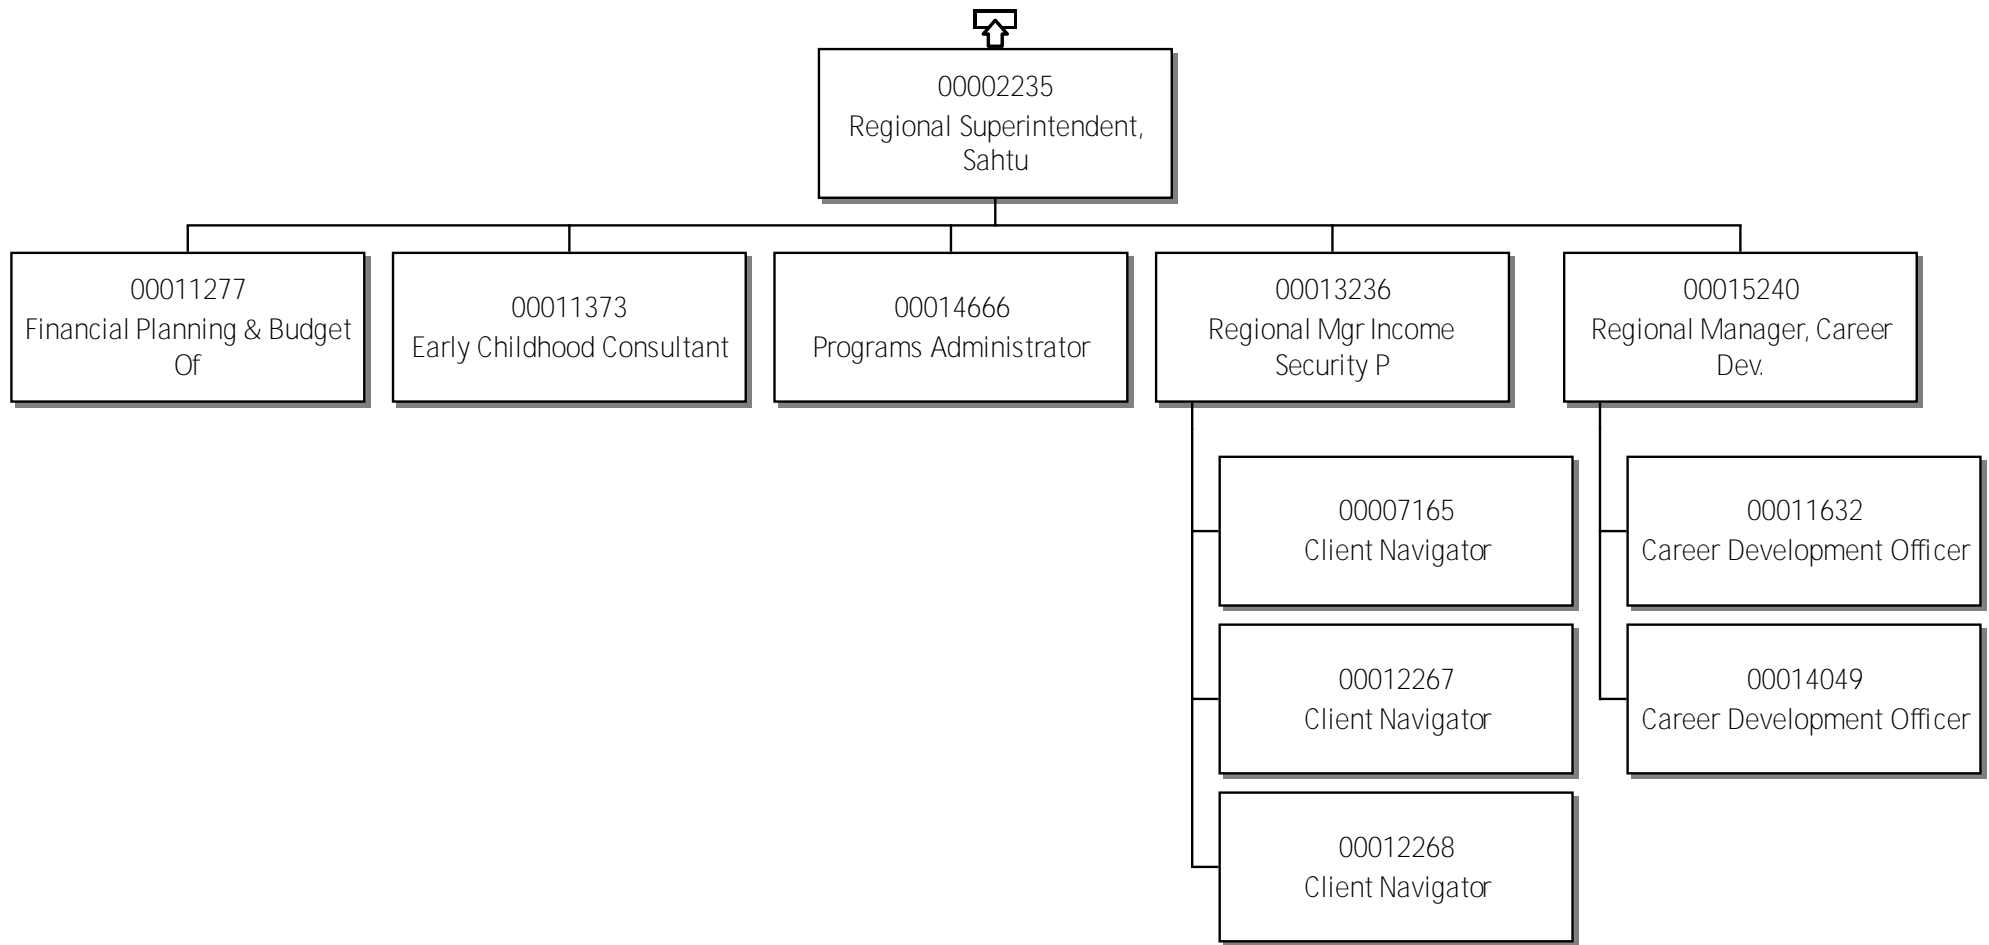 00002235
Regional Superintendent,
Sahtu
00011277
Financial Planning & Budget
Of
00011373
Early Childhood Consultant
00014666
Programs Administrator
00013236
Regional Mgr Income
Security P
00015240
Regional Manager, Career
Dev.
00007165
Client Navigator
00012267
Client Navigator
00012268
Client Navigator
00011632
Career Development Officer
00014049
Career Development Officer